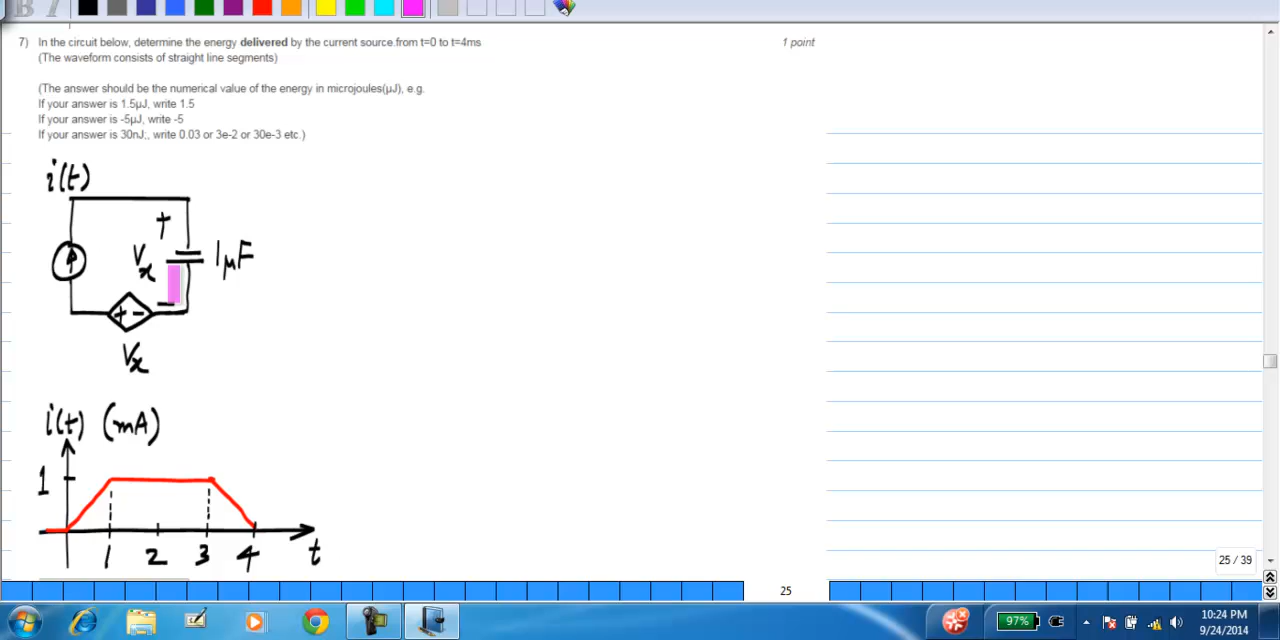 B I
7) In the circuit below, determine the energy delivered by the current source.from t=0 to t=4ms
1 point
(The waveform consists of straight line segments)
(The answer should be the numerical value of the energy in microjoules(µJ), e.g.
If your answer is 1.5µJ, write 1.5
If your answer is -5µJ, write -5
If your answer is 30nJ;, write 0.03 or 3e-2 or 30e-3 etc.)
i(t)
+
Vx
1µF
+ -
Vx
i(t) (mA)
1
1 2 3 4 t
25 / 39
25
97%
10:24 PM
9/24/2014